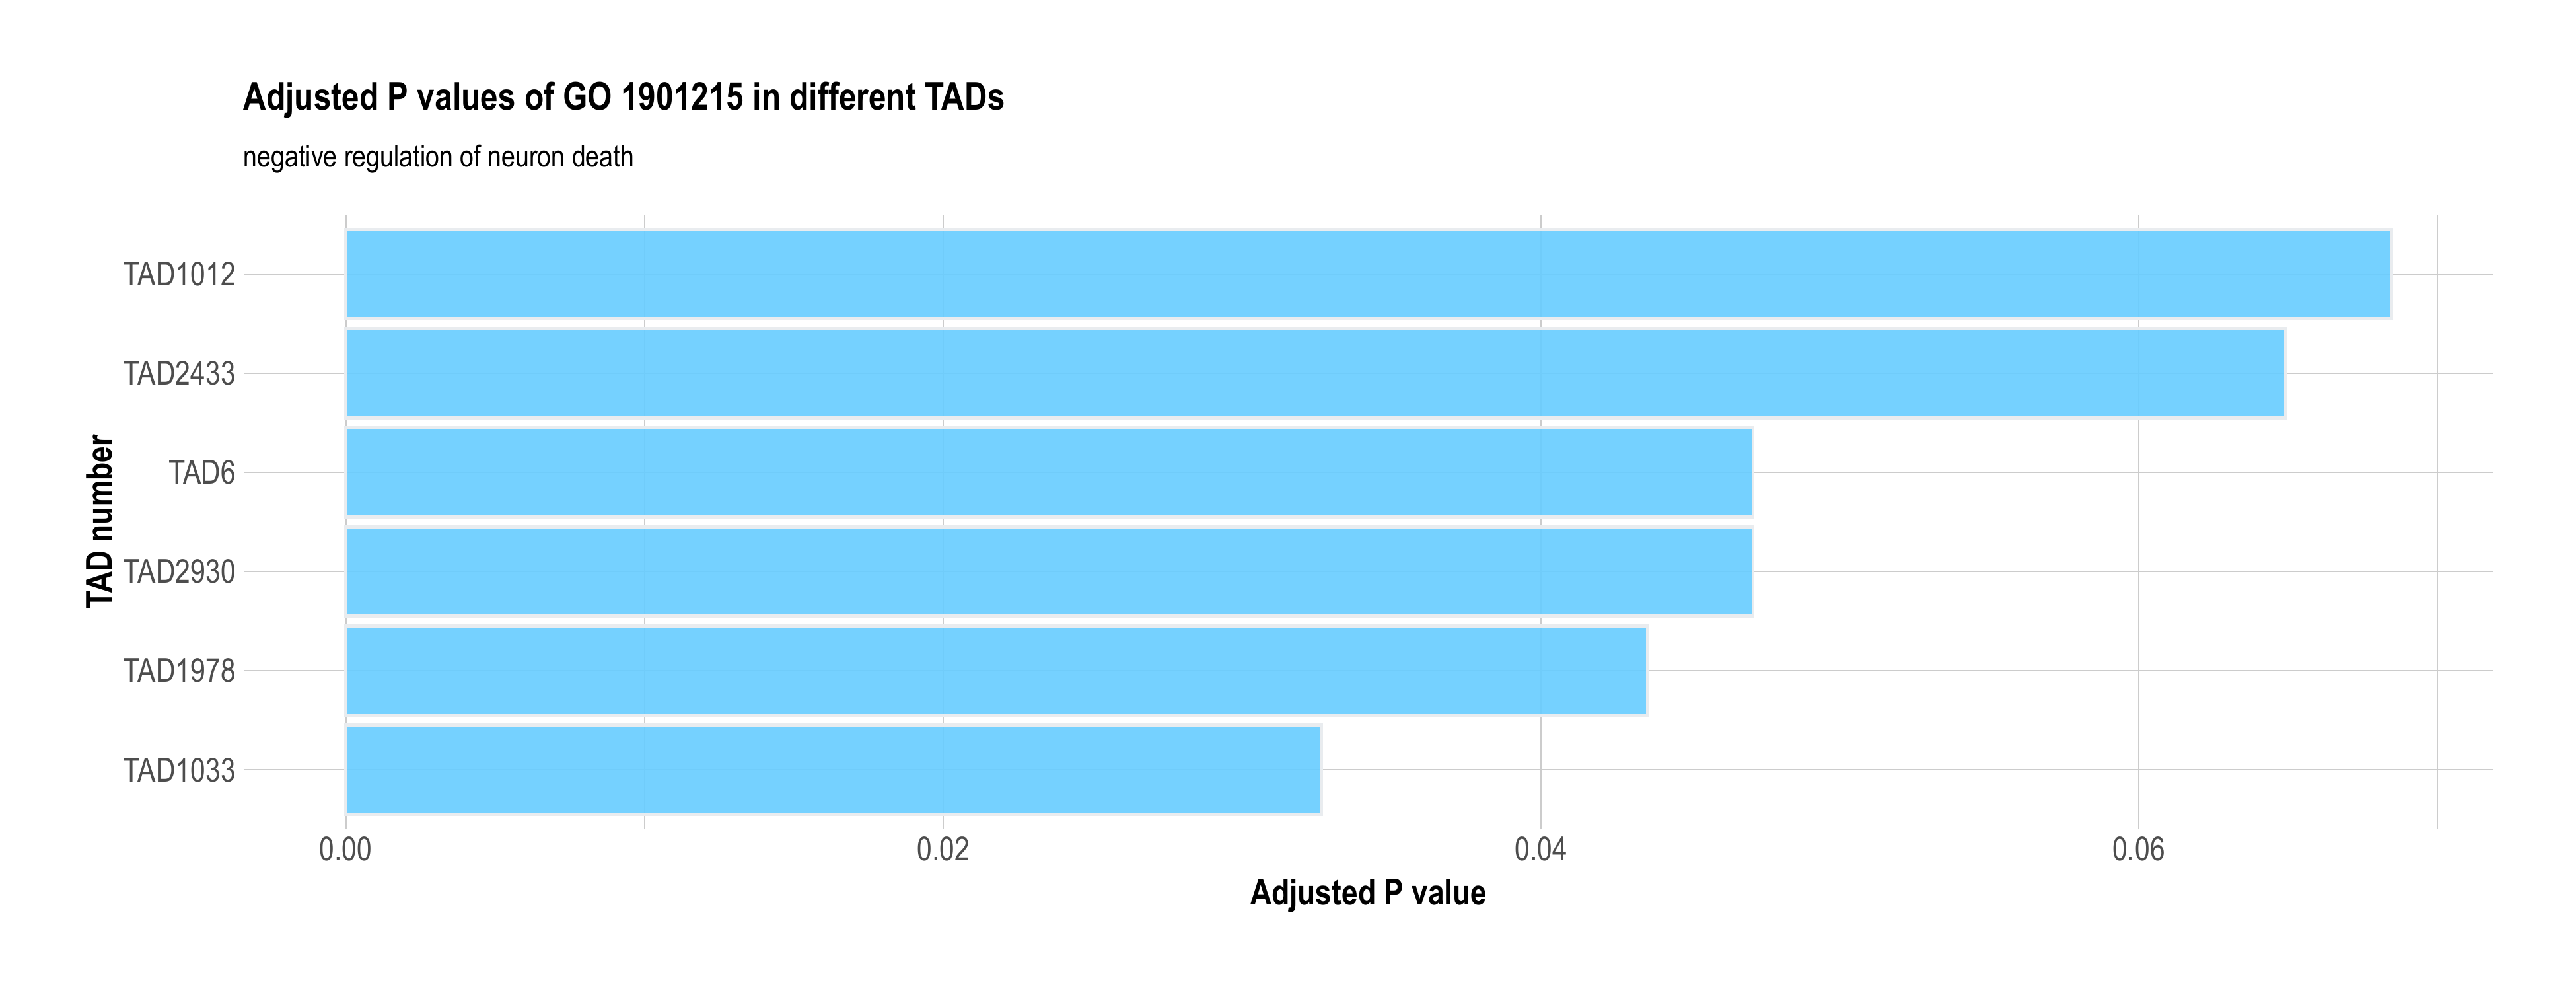 Adjusted P values of GO 1901215 in different TADs
negative regulation of neuron death
TAD number
TAD1012
TAD2433
TAD6
TAD2930
TAD1978
TAD1033
0.00 0.02 0.04 0.06
Adjusted P value